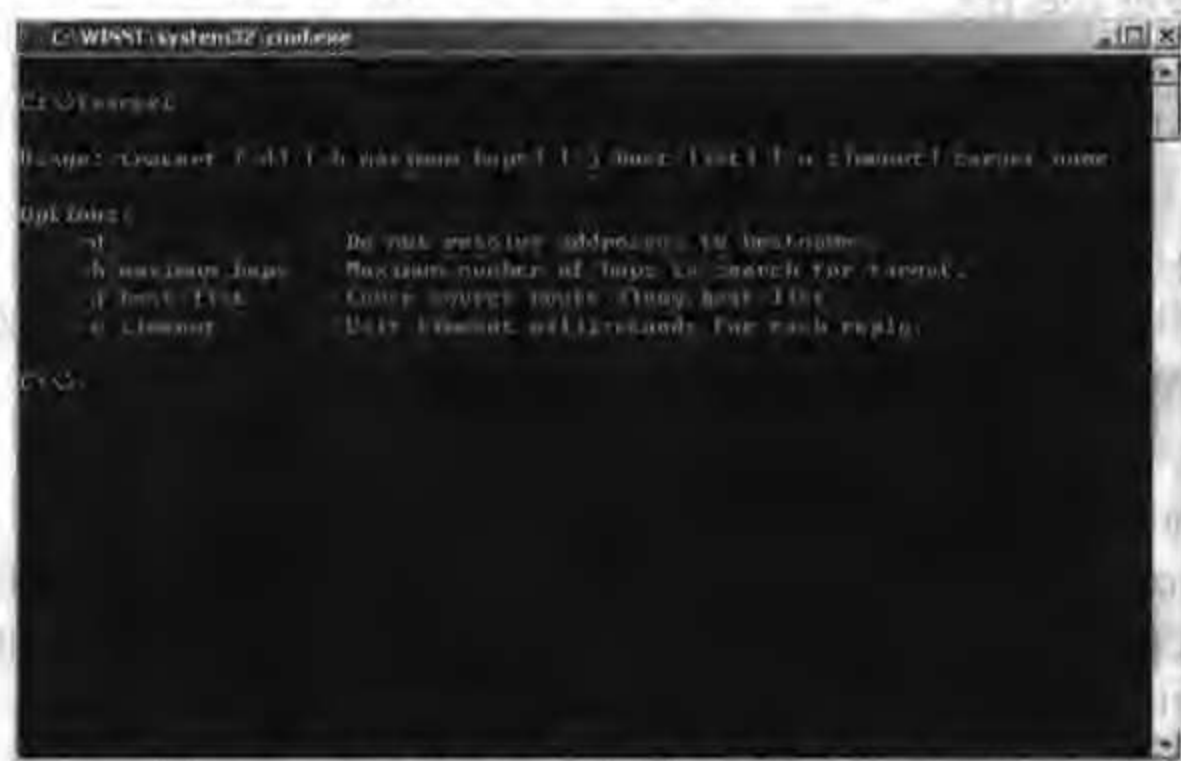 C:\WINNT\system32\cmd.exe
C:\>tracert
Usage: tracert [-d] [-h maximum_hops] [-j host-list] [-w timeout] target_name
Options:
-d Do not resolve addresses to hostnames.
-h maximum_hops Maximum number of hops to search for target.
-j host-list Loose source route along host-list.
-w timeout Wait timeout milliseconds for each reply.
C:\>